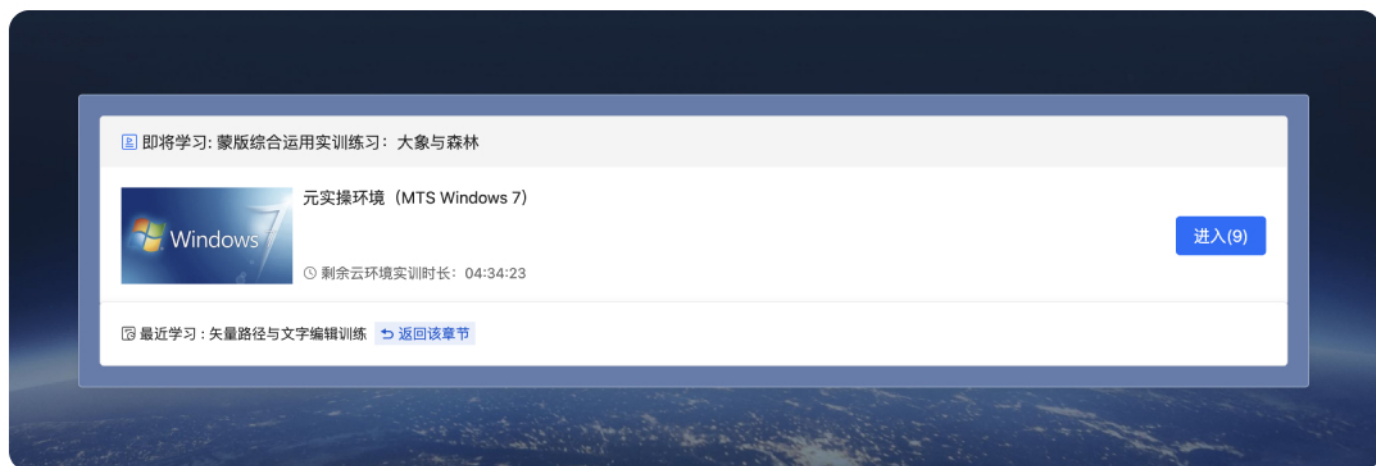 即将学习: 蒙版综合运用实训练习：大象与森林
元实操环境（MTS Windows 7）
Windows 7
进入(9)
剩余云环境实训时长：04:34:23
最近学习 : 矢量路径与文字编辑训练 返回该章节